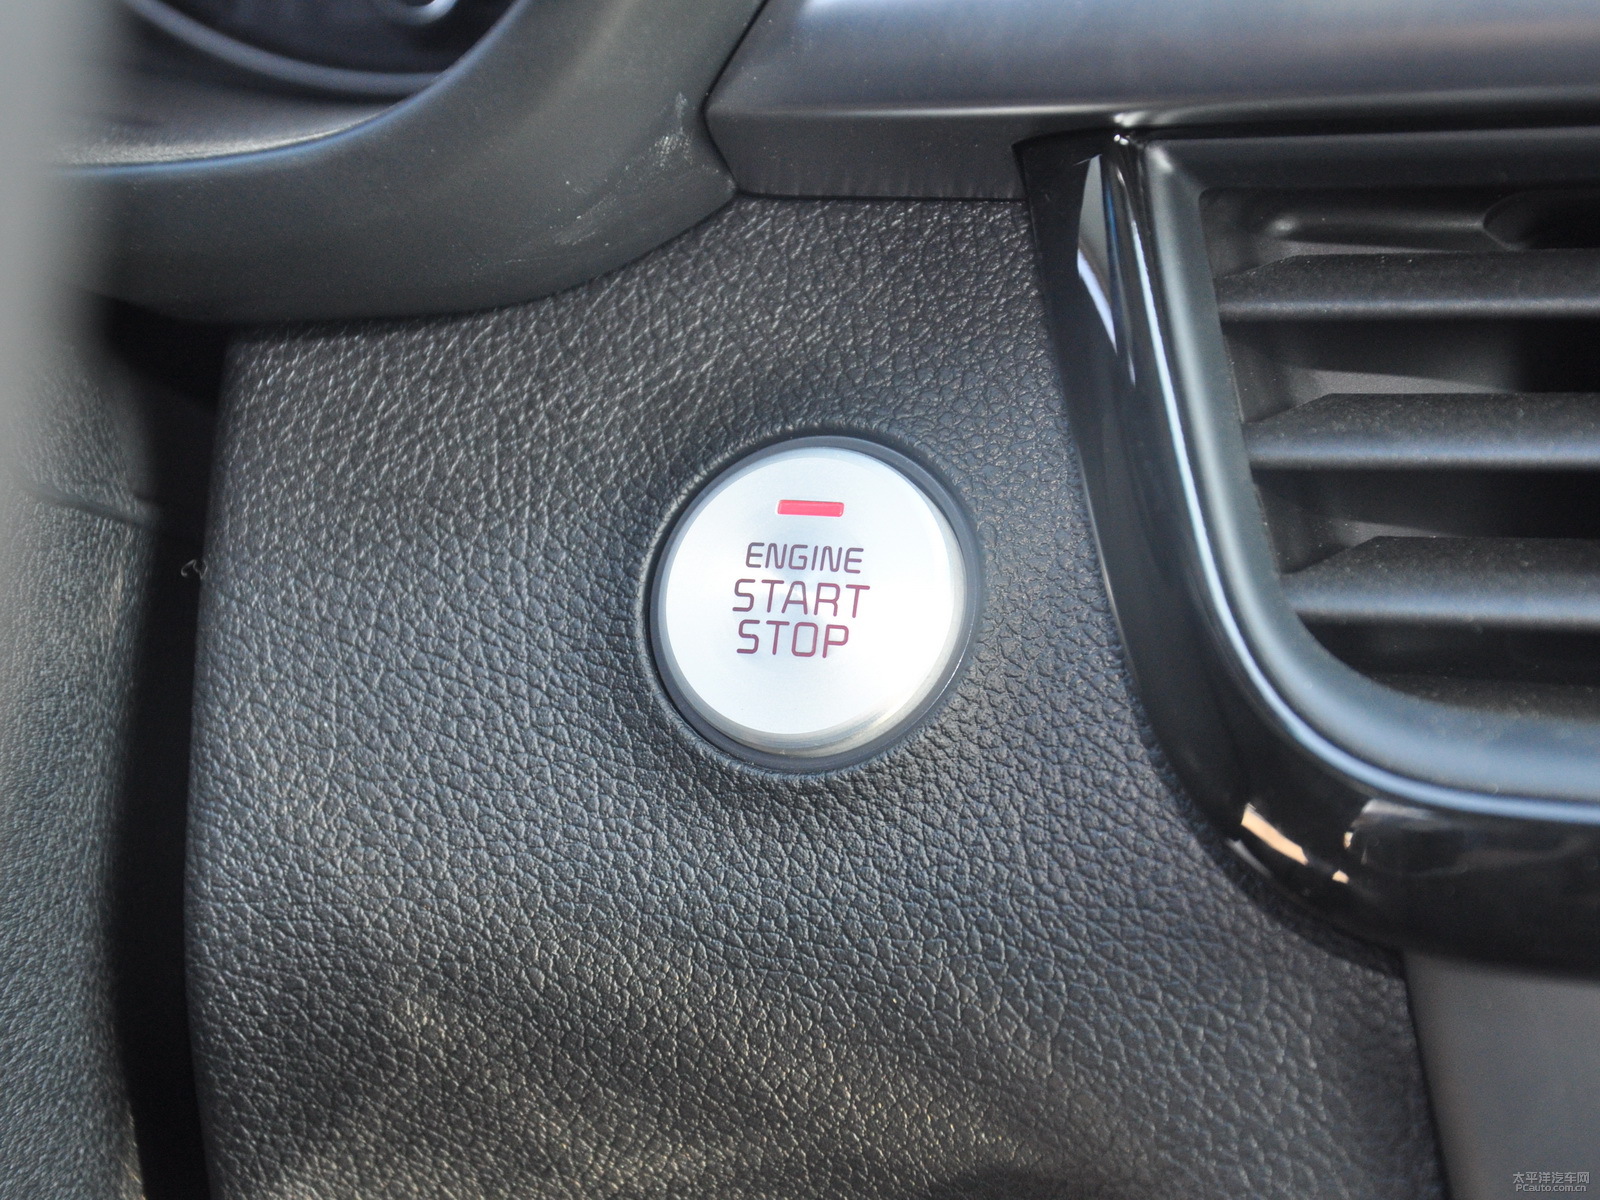 ENGINE
START
STOP
太平洋汽车网
PCauto.com.cn